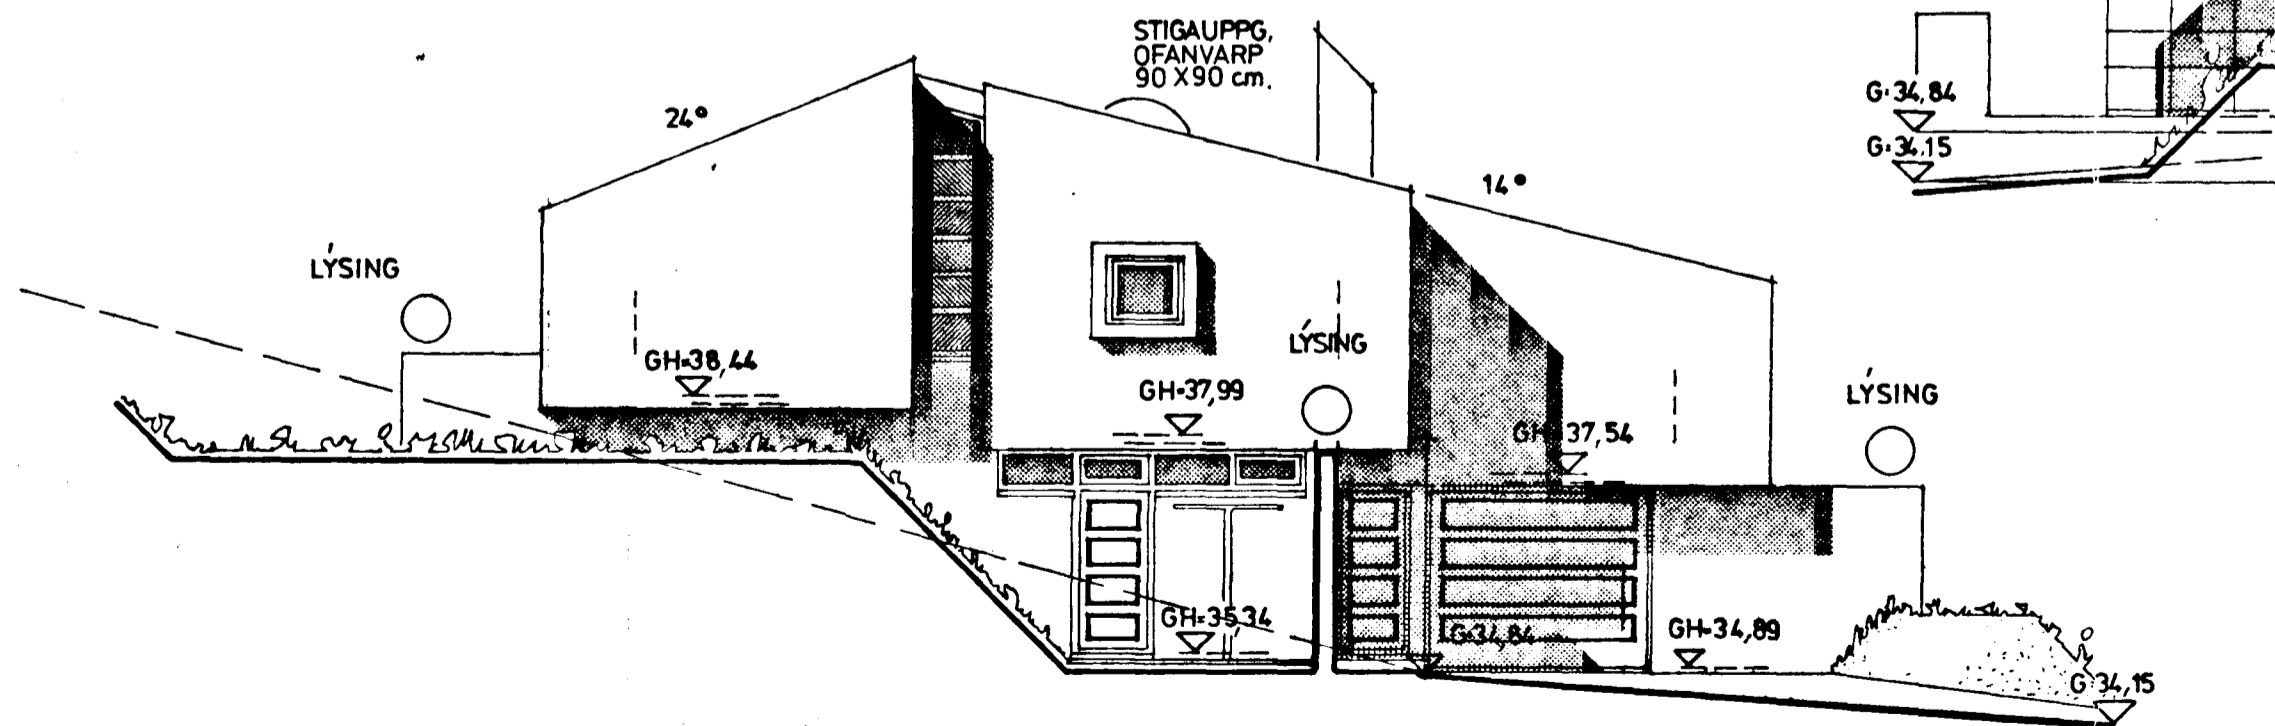 STIGAUPPG,
OFANVARP
90 X 90 cm.
G·34,84
G=34,15
24°
14°
LÝSING
GH=38,44
LÝSING
GH=37,99
LÝSING
GH=37,54
GH=35,34
G=34,84
GH=34,89
G 34,15